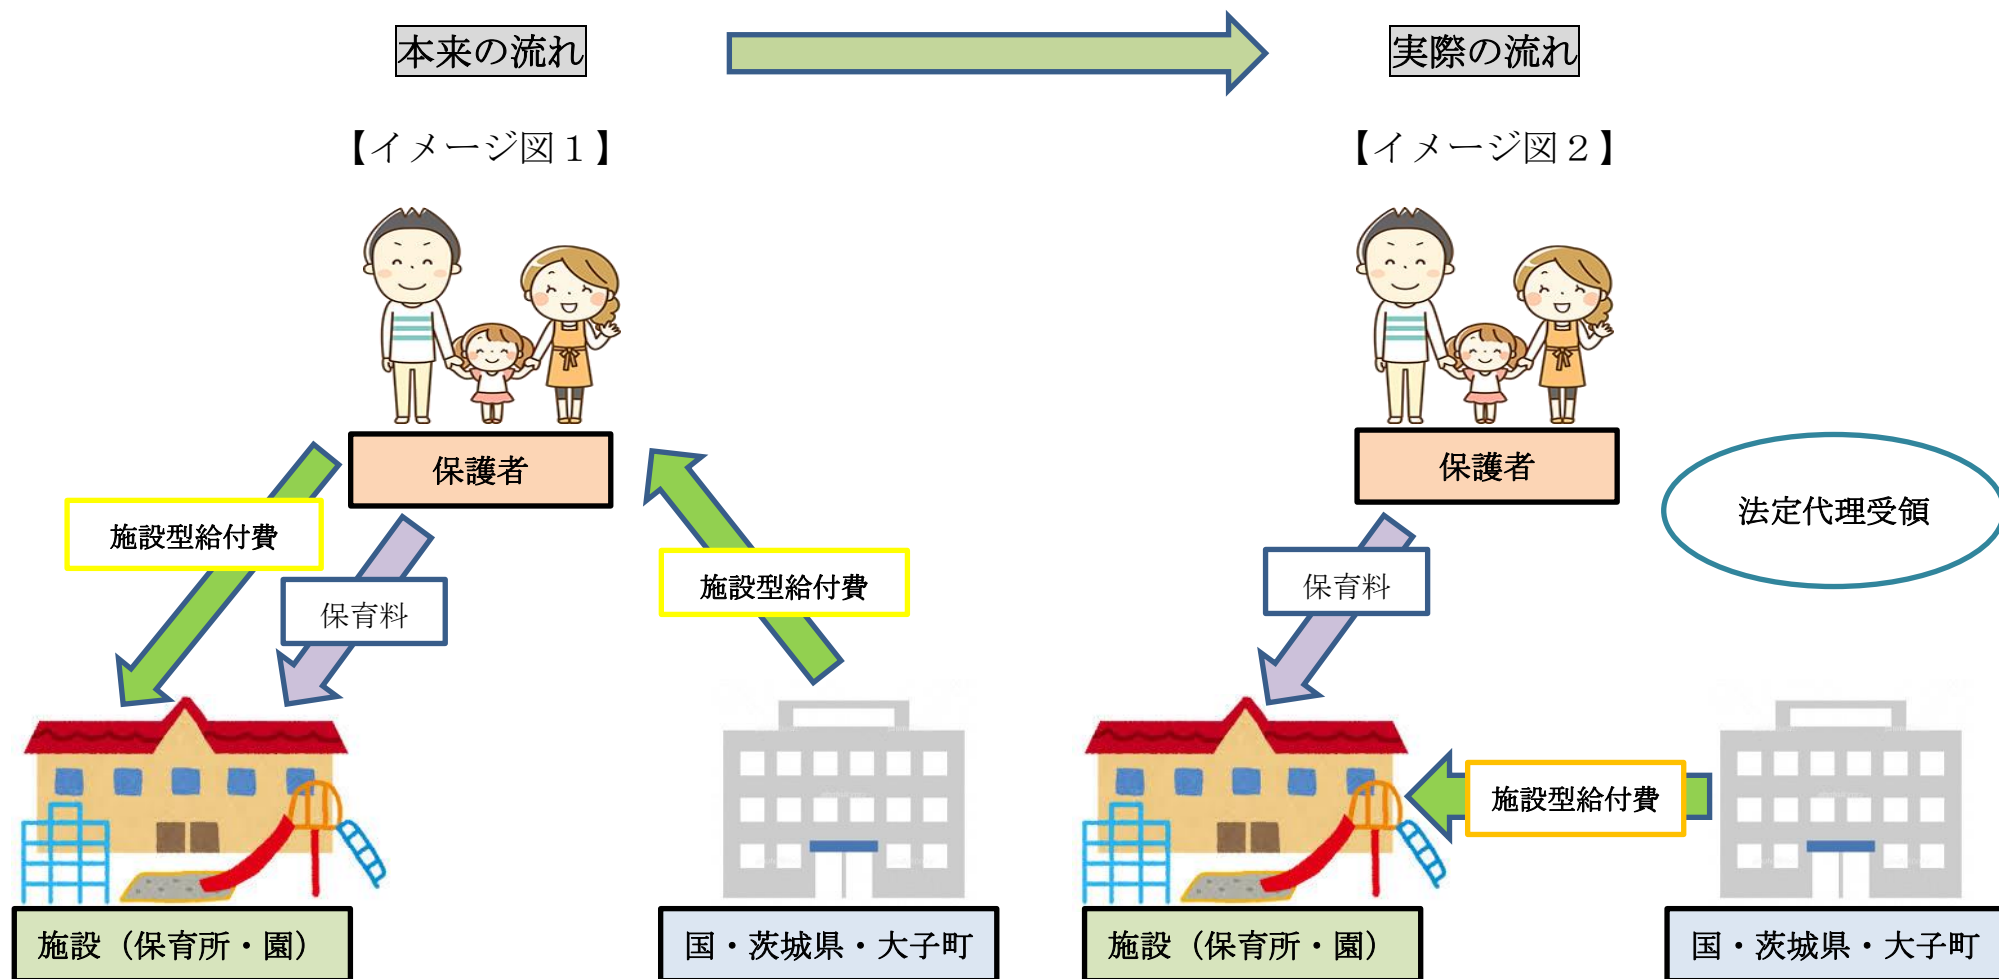 本来の流れ
実際の流れ
【イメージ図１】
【イメージ図２】
保護者
保護者
法定代理受領
施設型給付費
施設型給付費
保育料
保育料
施設型給付費
施設（保育所・園）
国・茨城県・大子町
施設（保育所・園）
国・茨城県・大子町